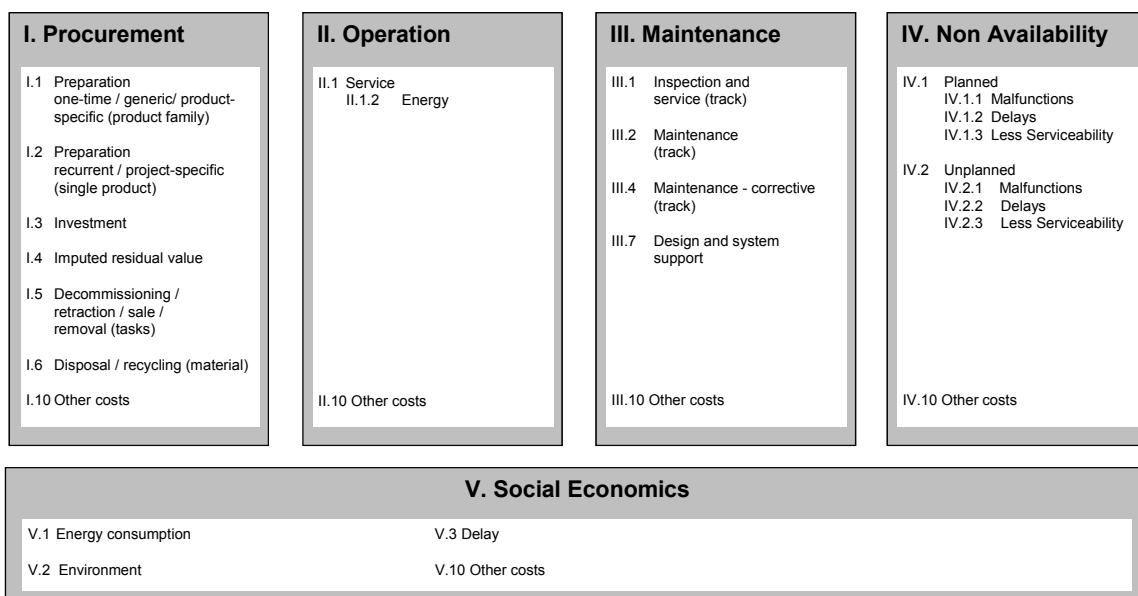 I. Procurement
I.1 Preparation
one-time / generic/ product-
specific (product family)
I.2 Preparation
recurrent / project-specific
(single product)
I.3 Investment
I.4 Imputed residual value
I.5 Decommissioning /
retraction / sale /
removal (tasks)
I.6 Disposal / recycling (material)
I.10 Other costs
II. Operation
II.1 Service
II.1.2 Energy
II.10 Other costs
III. Maintenance
III.1 Inspection and
service (track)
III.2 Maintenance
(track)
III.4 Maintenance - corrective
(track)
III.7 Design and system
support
III.10 Other costs
IV. Non Availability
IV.1 Planned
IV.1.1 Malfunctions
IV.1.2 Delays
IV.1.3 Less Serviceability
IV.2 Unplanned
IV.2.1 Malfunctions
IV.2.2 Delays
IV.2.3 Less Serviceability
IV.10 Other costs
V. Social Economics
V.1 Energy consumption
V.2 Environment
V.3 Delay
V.10 Other costs